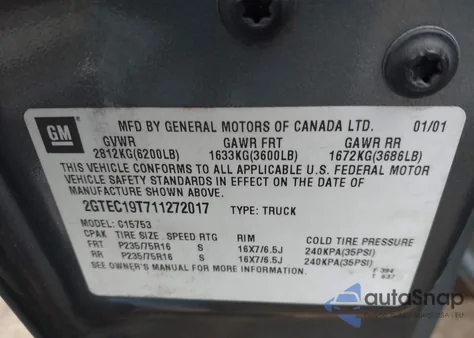 GM
MFD BY GENERAL MOTORS OF CANADA LTD. 01/01
GVWR GAWR FRT GAWR RR
2812KG(6200LB) 1633KG(3600LB) 1672KG(3686LB)
THIS VEHICLE CONFORMS TO ALL APPLICABLE U.S. FEDERAL MOTOR
VEHICLE SAFETY STANDARDS IN EFFECT ON THE DATE OF
MANUFACTURE SHOWN ABOVE.
2GTEC19T711272017 TYPE: TRUCK
MODEL: C15753
CPAK TIRE SIZE SPEED RTG RIM COLD TIRE PRESSURE
FRT P235/75R16 S 16X7/6.5J 240KPA(35PSI)
RR P235/75R16 S 16X7/6.5J 240KPA(35PSI)
SEE OWNER'S MANUAL FOR MORE INFORMATION.
F 394
T 637
autoSnap